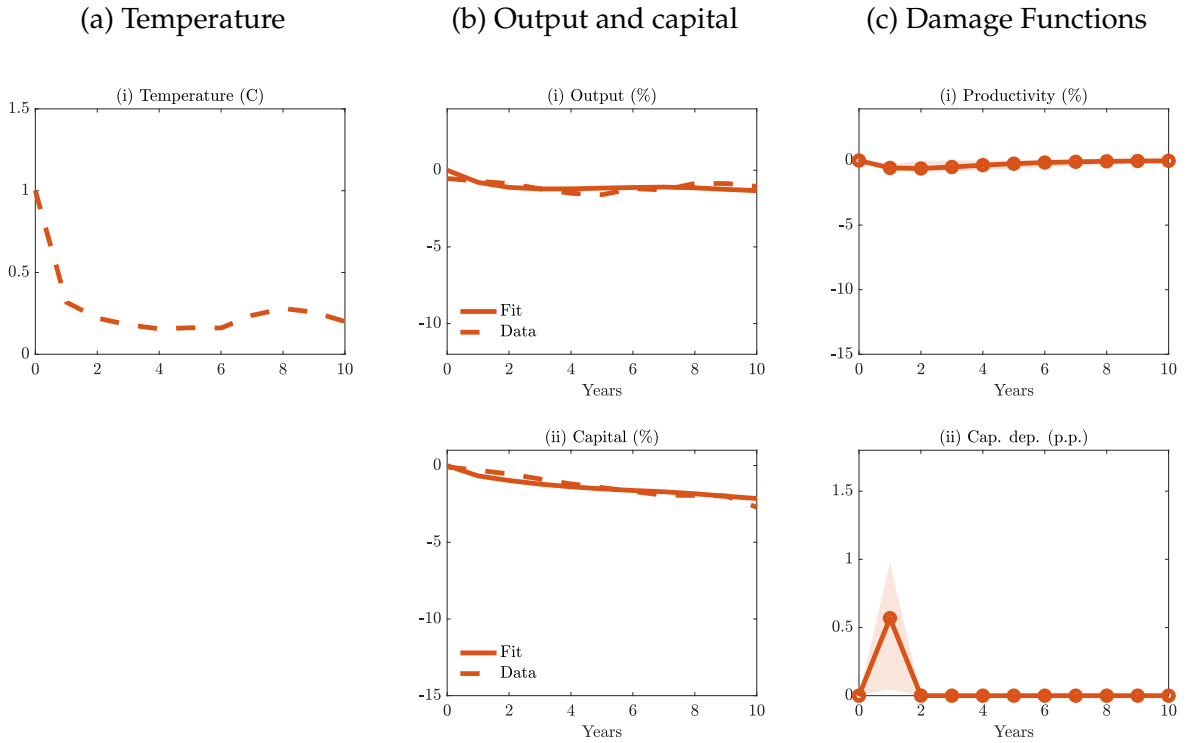 (a) Temperature
(b) Output and capital
(c) Damage Functions
(i) Temperature (C)
1.5
1
0.5
0
0 2 4 6 8 10
(i) Output (%)
0
-5
-10
Fit
Data
0 2 4 6 8 10
Years
(i) Productivity (%)
0
-5
-10
-15
0 2 4 6 8 10
Years
(ii) Capital (%)
0
-5
-10
-15
Fit
Data
0 2 4 6 8 10
Years
(ii) Cap. dep. (p.p.)
1.5
1
0.5
0
0 2 4 6 8 10
Years